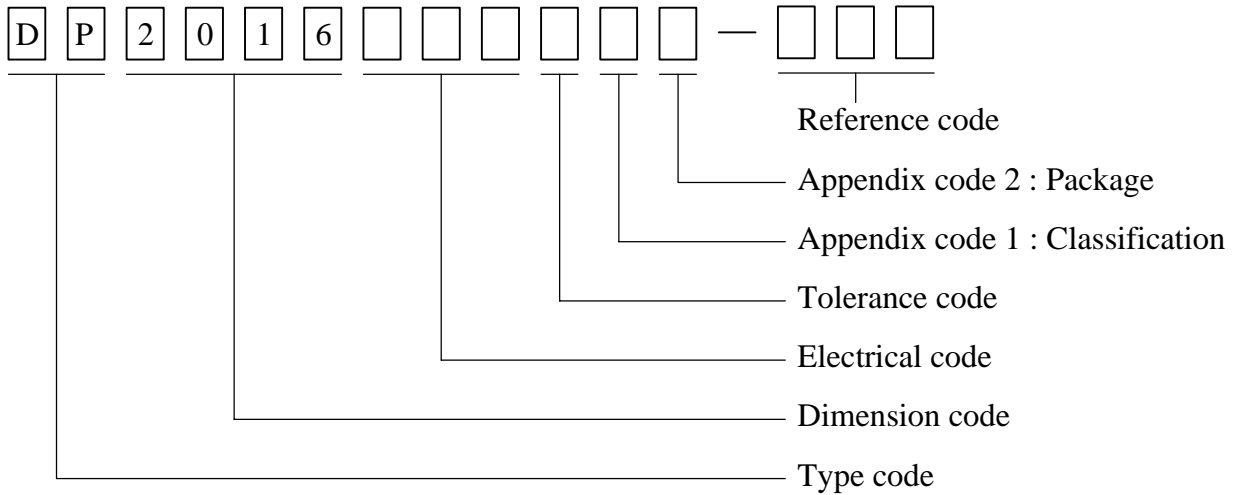 D P 2 0 1 6 —
Reference code
Appendix code 2 : Package
Appendix code 1 : Classification
Tolerance code
Electrical code
Dimension code
Type code